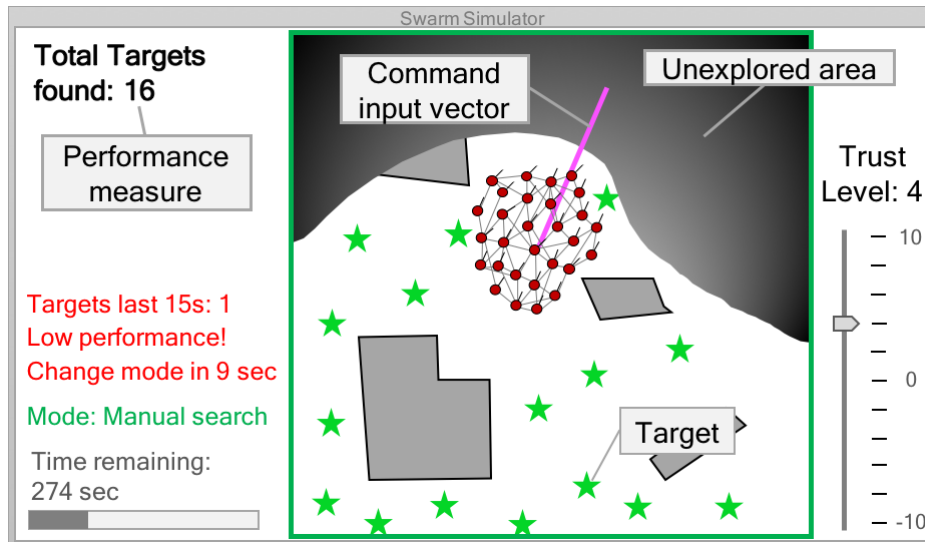 Swarm Simulator
Total Targets
found: 16
Performance
measure
Targets last 15s: 1
Low performance!
Change mode in 9 sec
Mode: Manual search
Time remaining:
274 sec
Command
input vector
Unexplored area
Target
Trust
Level: 4
10
0
-10